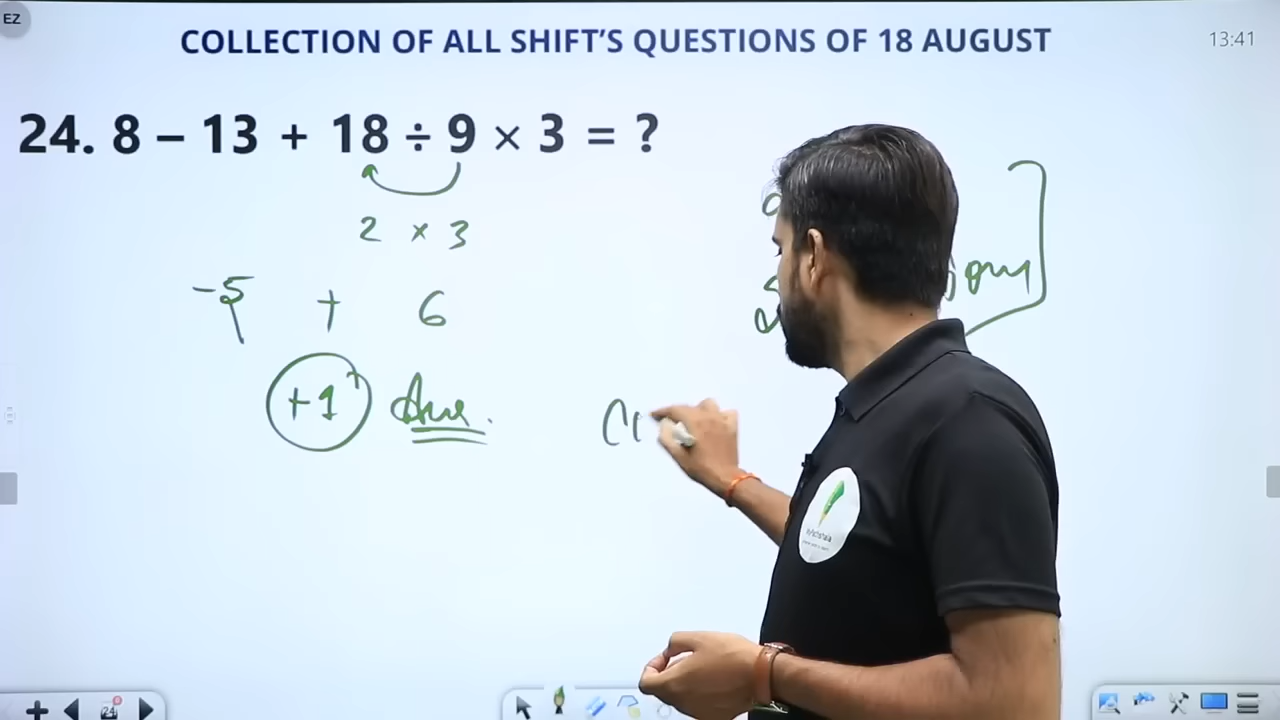 EZ
COLLECTION OF ALL SHIFT'S QUESTIONS OF 18 AUGUST
13:41
24. 8 – 13 + 18 ÷ 9 × 3 = ?
2 × 3
-5 + 6
+1 Ans.
24